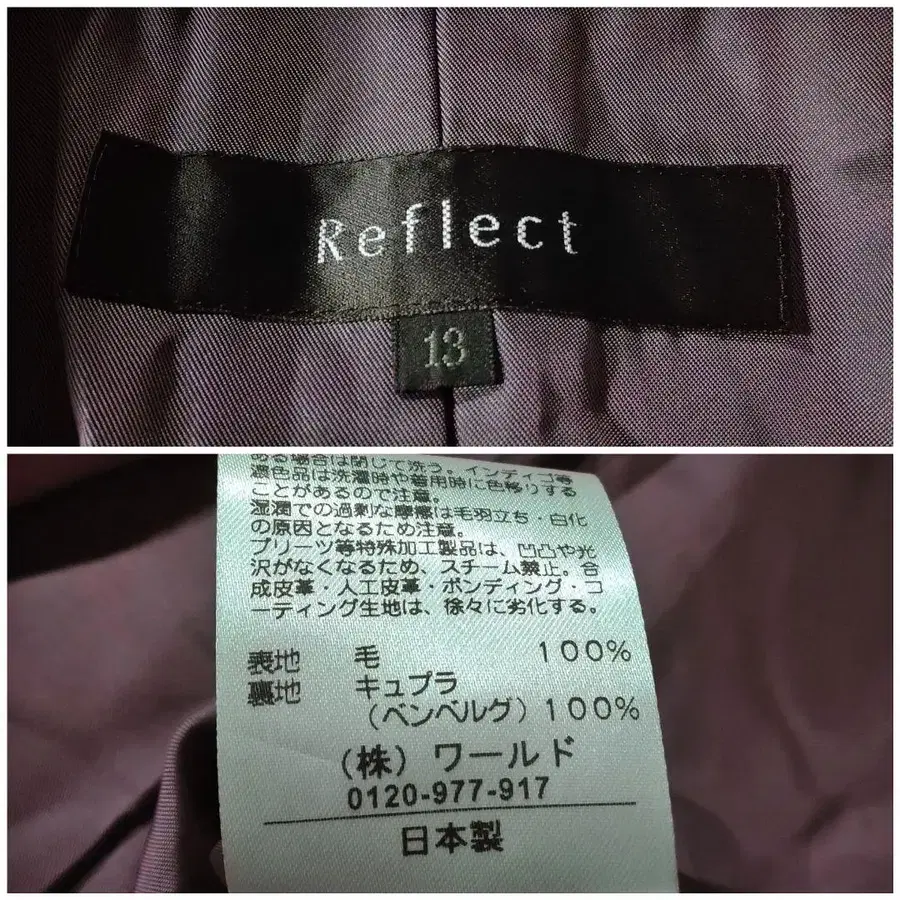 Reflect
13
ある場合は閉じて洗う。インディゴ等
濃色品は洗濯時や着用時に色移りする
ことがあるので注意。
湿潤での過剰な摩擦は毛羽立ち・白化
の原因となるため注意。
プリーツ等特殊加工製品は、凹凸や光
沢がなくなるため、スチーム禁止。合
成皮革・人工皮革・ボンディング・コ
ーティング生地は、徐々に劣化する。
表地 毛 100%
裏地 キュプラ
(ベンベルグ) 100%
(株) ワールド
0120-977-917
日本製